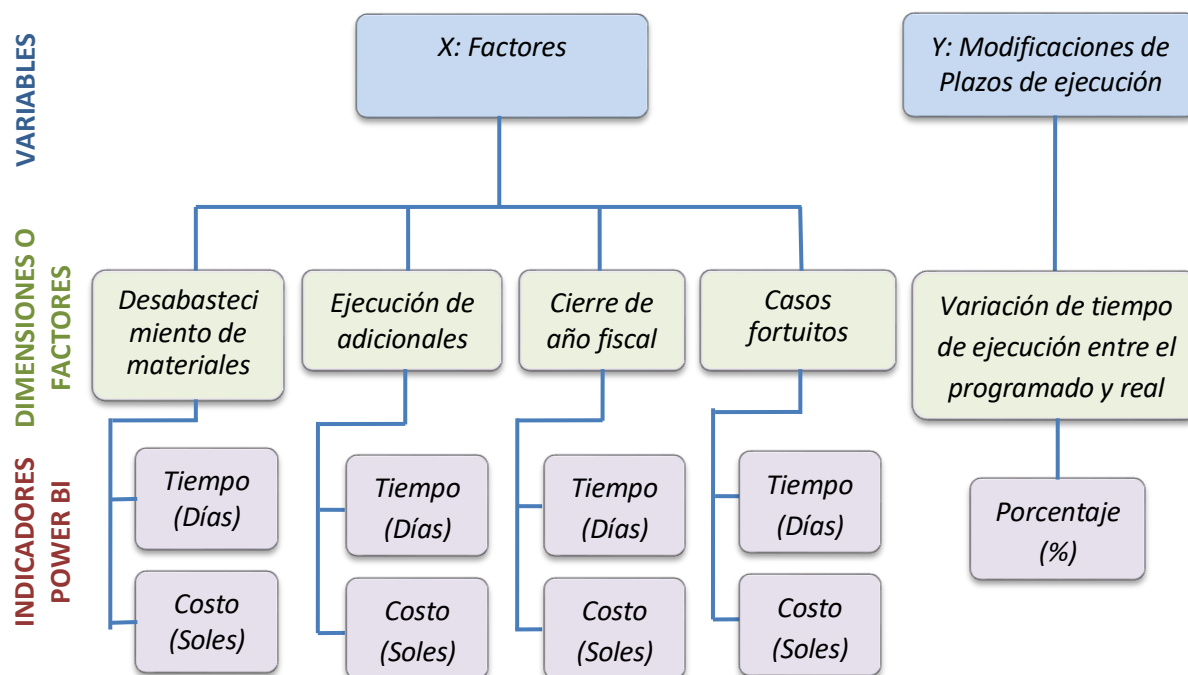 VARIABLES
X: Factores
Y: Modificaciones de
Plazos de ejecución
DIMENSIONES O
FACTORES
Desabasteci
miento de
materiales
Ejecución de
adicionales
Cierre de
año fiscal
Casos
fortuitos
Variación de tiempo
de ejecución entre el
programado y real
INDICADORES
POWER BI
Tiempo
(Días)
Tiempo
(Días)
Tiempo
(Días)
Tiempo
(Días)
Porcentaje
(%)
Costo
(Soles)
Costo
(Soles)
Costo
(Soles)
Costo
(Soles)